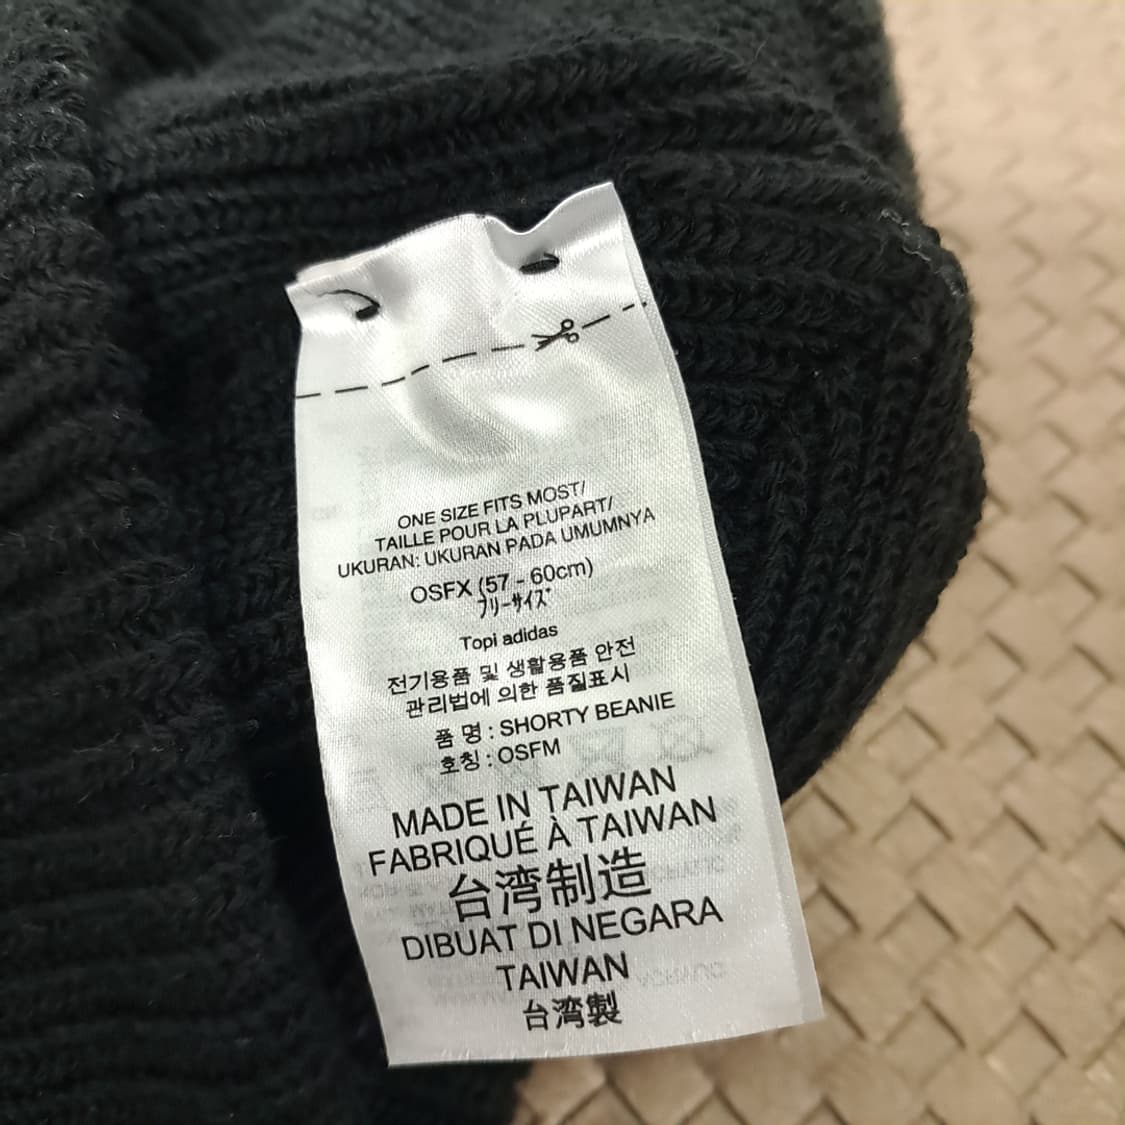 ONE SIZE FITS MOST/
TAILLE POUR LA PLUPART/
UKURAN: UKURAN PADA UMUMNYA
OSFX (57 - 60cm)
ﾌﾘｰｻｲｽﾞ
Topi adidas
전기용품 및 생활용품 안전
관리법에 의한 품질표시
품 명 : SHORTY BEANIE
호칭 : OSFM
MADE IN TAIWAN
FABRIQUÉ À TAIWAN
台湾制造
DIBUAT DI NEGARA
TAIWAN
台湾製